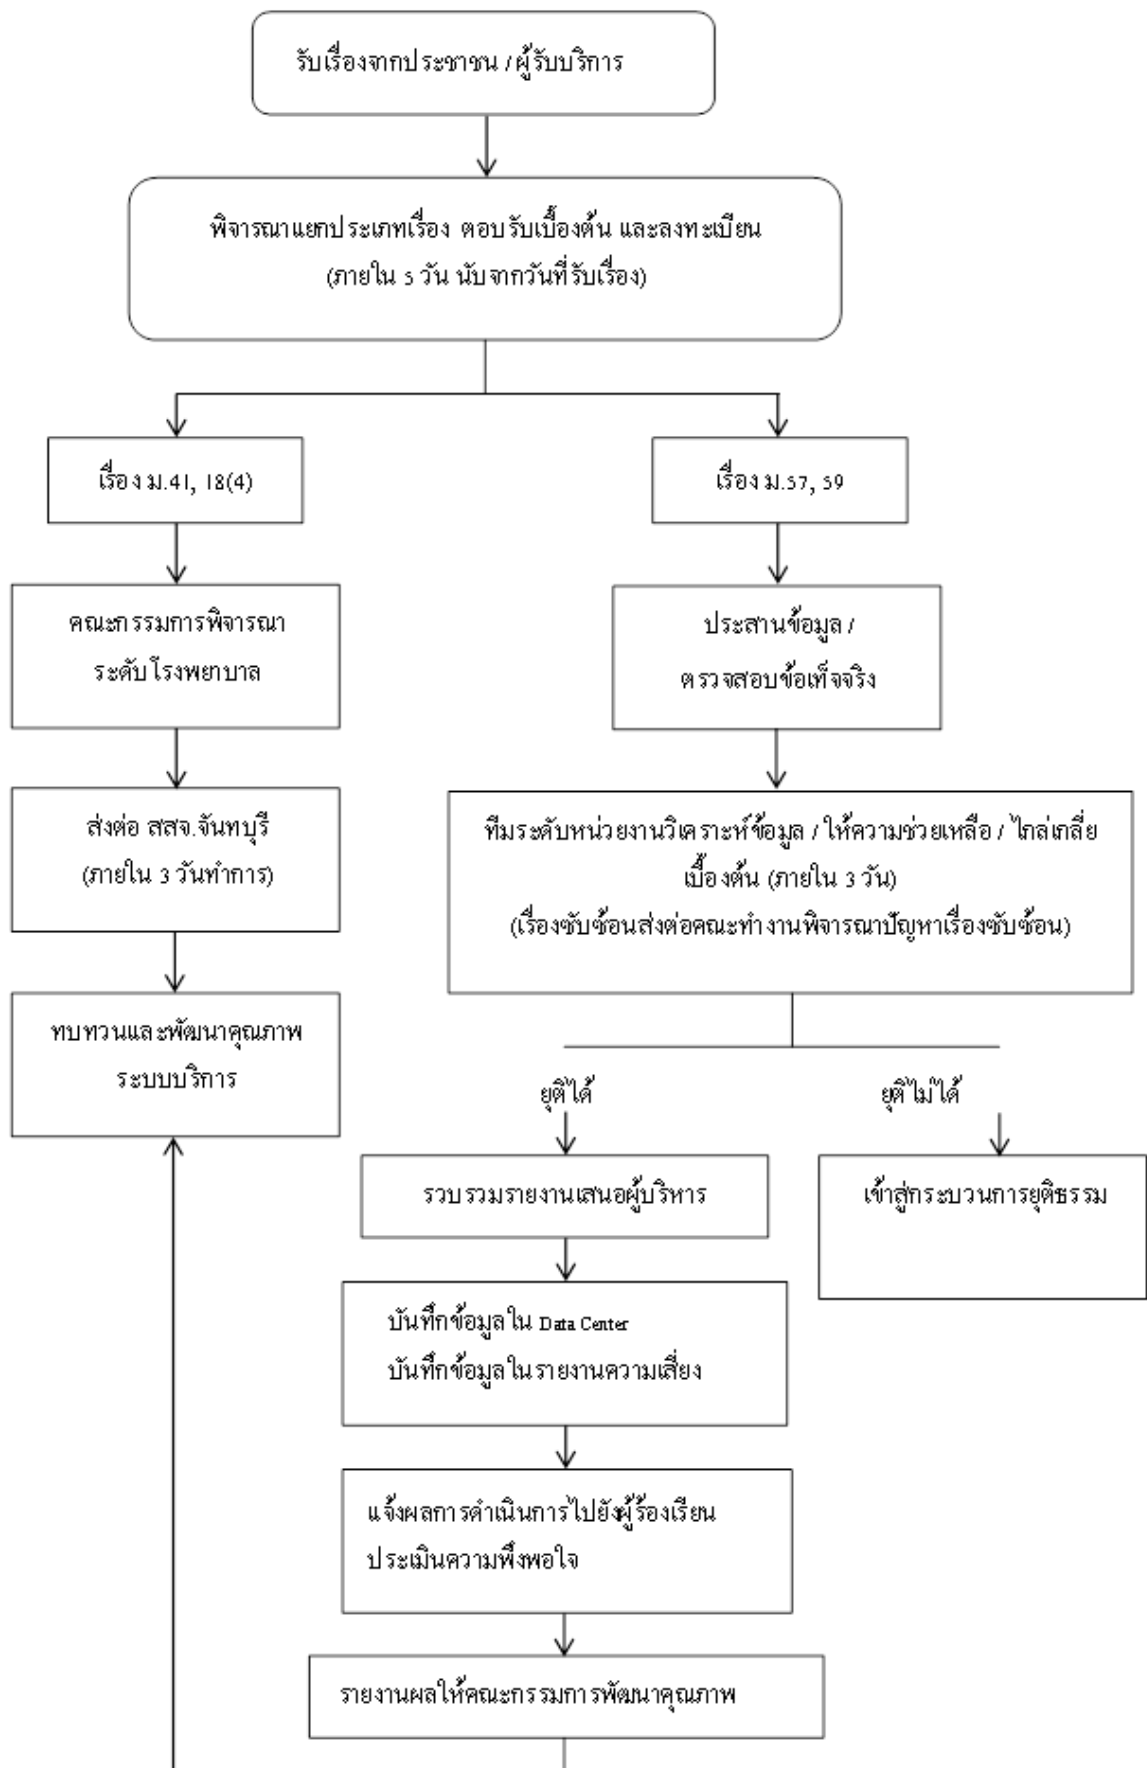 รับเรื่องจากประชาชน / ผู้รับบริการ
พิจารณาแยกประเภทเรื่อง ตอบรับเบื้องต้น และลงทะเบียน
(ภายใน 5 วัน นับจากวันที่รับเรื่อง)
เรื่อง ม.41, 18(4)
เรื่อง ม.57, 59
คณะกรรมการพิจารณา
ระดับโรงพยาบาล
ประสานข้อมูล /
ตรวจสอบข้อเท็จจริง
ส่งต่อ สสจ.จันทบุรี
(ภายใน 3 วันทำการ)
ทีมระดับหน่วยงานวิเคราะห์ข้อมูล / ให้ความช่วยเหลือ / ไกล่เกลี่ย
เบื้องต้น (ภายใน 3 วัน)
(เรื่องซับซ้อนส่งต่อคณะทำงานพิจารณาปัญหาเรื่องซับซ้อน)
ทบทวนและพัฒนาคุณภาพ
ระบบบริการ
ยุติได้
ยุติไม่ได้
รวบรวมรายงานเสนอผู้บริหาร
เข้าสู่กระบวนการยุติธรรม
บันทึกข้อมูลใน Data Center
บันทึกข้อมูลในรายงานความเสี่ยง
แจ้งผลการดำเนินการไปยังผู้ร้องเรียน
ประเมินความพึงพอใจ
รายงานผลให้คณะกรรมการพัฒนาคุณภาพ